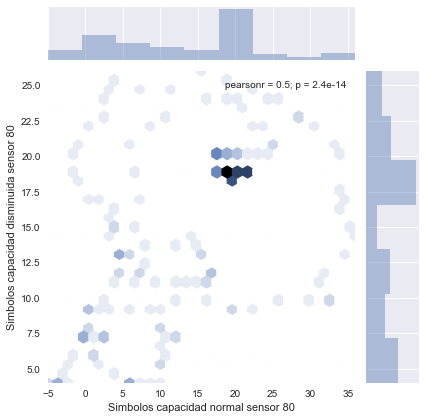 pearsonr = 0.5; p = 2.4e-14
25.0
22.5
20.0
17.5
15.0
12.5
10.0
7.5
5.0
Simbolos capacidad disminuida sensor 80
−5 0 5 10 15 20 25 30 35
Simbolos capacidad normal sensor 80